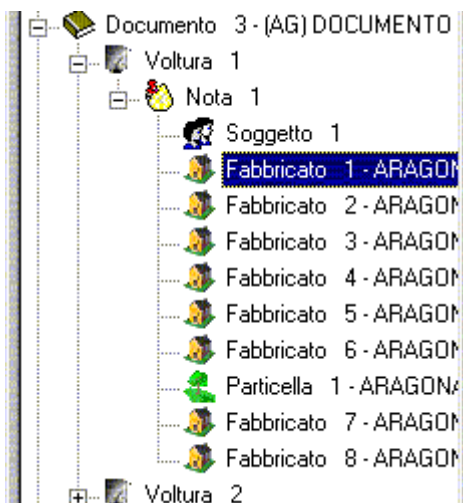 Documento 3 - (AG) DOCUMENTO
Voltura 1
Nota 1
Soggetto 1
Fabbricato 1 - ARAGON
Fabbricato 2 - ARAGON
Fabbricato 3 - ARAGON
Fabbricato 4 - ARAGON
Fabbricato 5 - ARAGON
Fabbricato 6 - ARAGON
Particella 1 - ARAGONA
Fabbricato 7 - ARAGON
Fabbricato 8 - ARAGON
Voltura 2